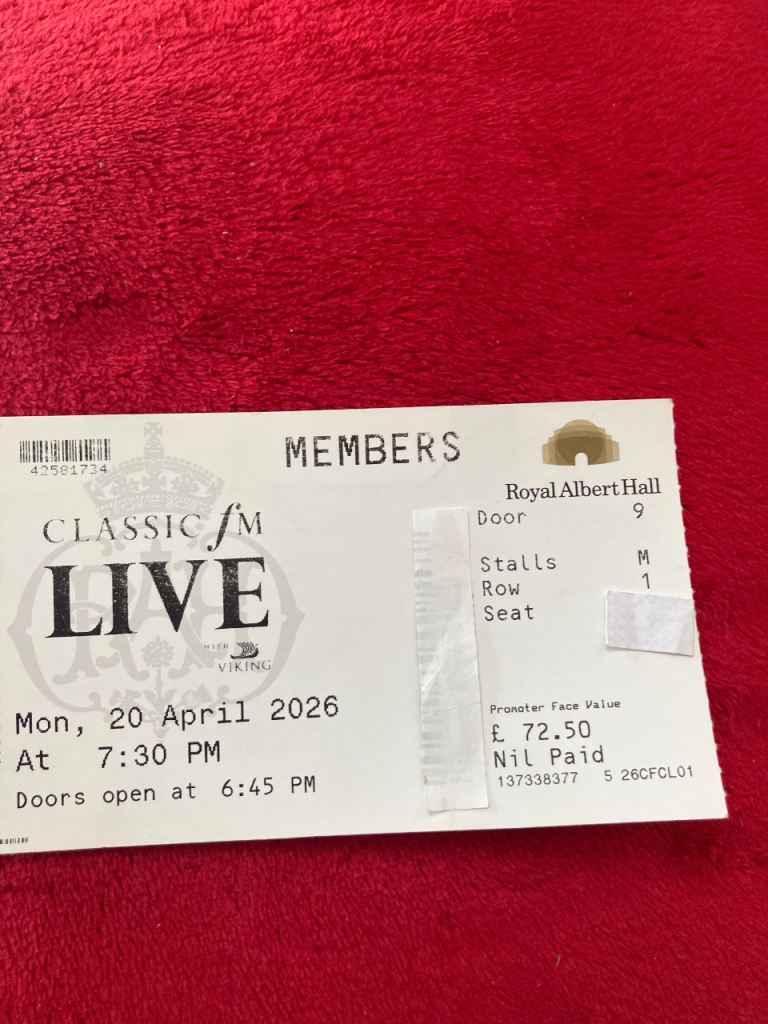 42581734
MEMBERS
CLASSIC fM
LIVE
WITH
VIKING
Mon, 20 April 2026
At 7:30 PM
Doors open at 6:45 PM
Royal Albert Hall
Door 9
Stalls M
Row 1
Seat
Promoter Face Value
£ 72.50
Nil Paid
137338377 5 26CFCL01